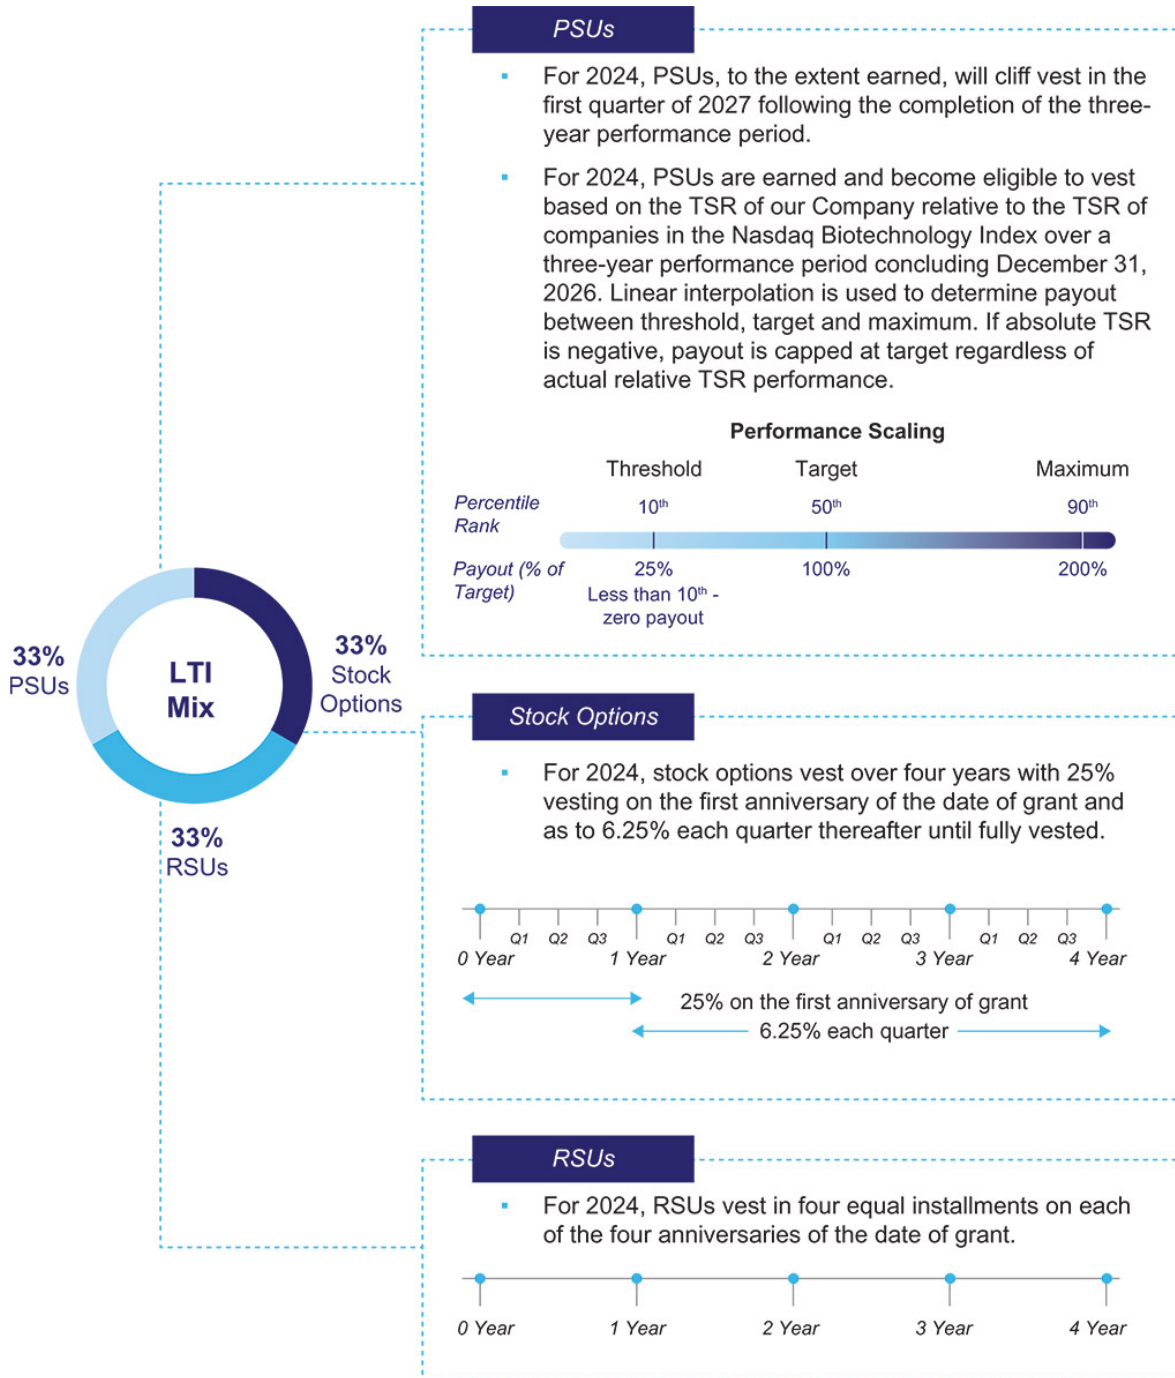 PSUs
▪ For 2024, PSUs, to the extent earned, will cliff vest in the
first quarter of 2027 following the completion of the three-
year performance period.
▪ For 2024, PSUs are earned and become eligible to vest
based on the TSR of our Company relative to the TSR of
companies in the Nasdaq Biotechnology Index over a
three-year performance period concluding December 31,
2026. Linear interpolation is used to determine payout
between threshold, target and maximum. If absolute TSR
is negative, payout is capped at target regardless of
actual relative TSR performance.
Performance Scaling
Threshold Target Maximum
Percentile
Rank
10th 50th 90th
Payout (% of
Target)
25% 100% 200%
Less than 10th -
zero payout
LTI
Mix
33%
PSUs
33%
Stock
Options
33%
RSUs
Stock Options
▪ For 2024, stock options vest over four years with 25%
vesting on the first anniversary of the date of grant and
as to 6.25% each quarter thereafter until fully vested.
Q1 Q2 Q3 Q1 Q2 Q3 Q1 Q2 Q3 Q1 Q2 Q3
0 Year 1 Year 2 Year 3 Year 4 Year
25% on the first anniversary of grant
6.25% each quarter
RSUs
▪ For 2024, RSUs vest in four equal installments on each
of the four anniversaries of the date of grant.
0 Year 1 Year 2 Year 3 Year 4 Year